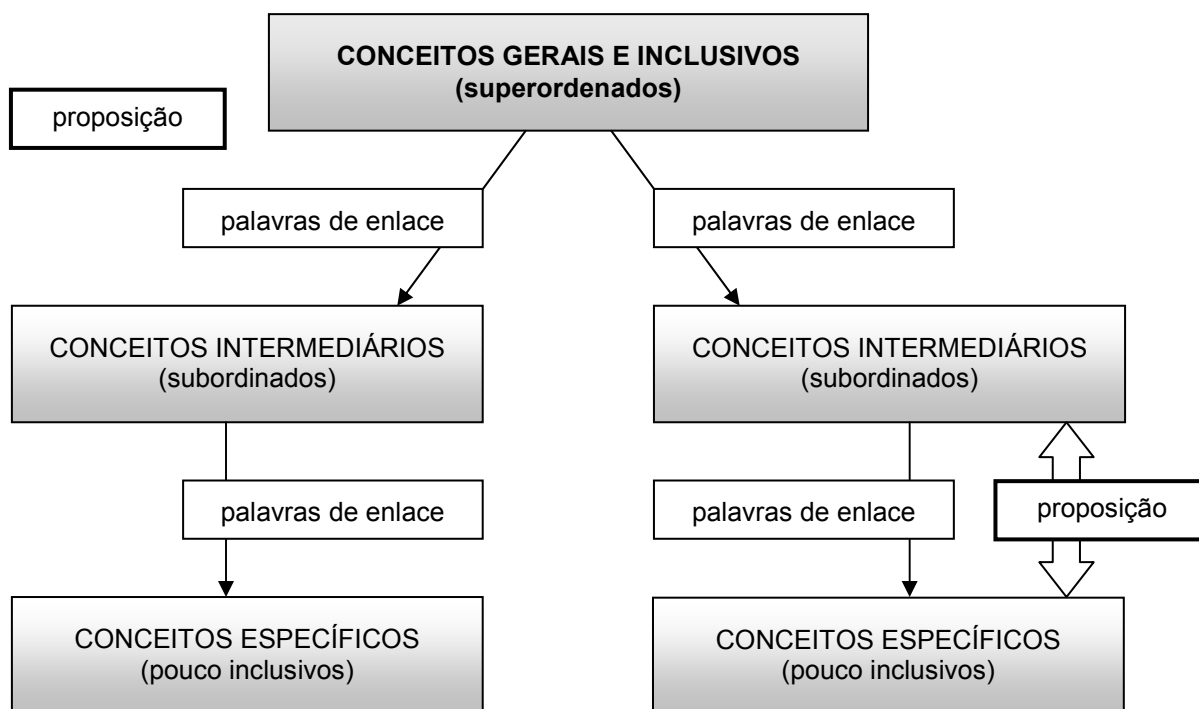 CONCEITOS GERAIS E INCLUSIVOS
(superordenados)
proposição
palavras de enlace
palavras de enlace
CONCEITOS INTERMEDIÁRIOS
(subordinados)
CONCEITOS INTERMEDIÁRIOS
(subordinados)
palavras de enlace
palavras de enlace
proposição
CONCEITOS ESPECÍFICOS
(pouco inclusivos)
CONCEITOS ESPECÍFICOS
(pouco inclusivos)